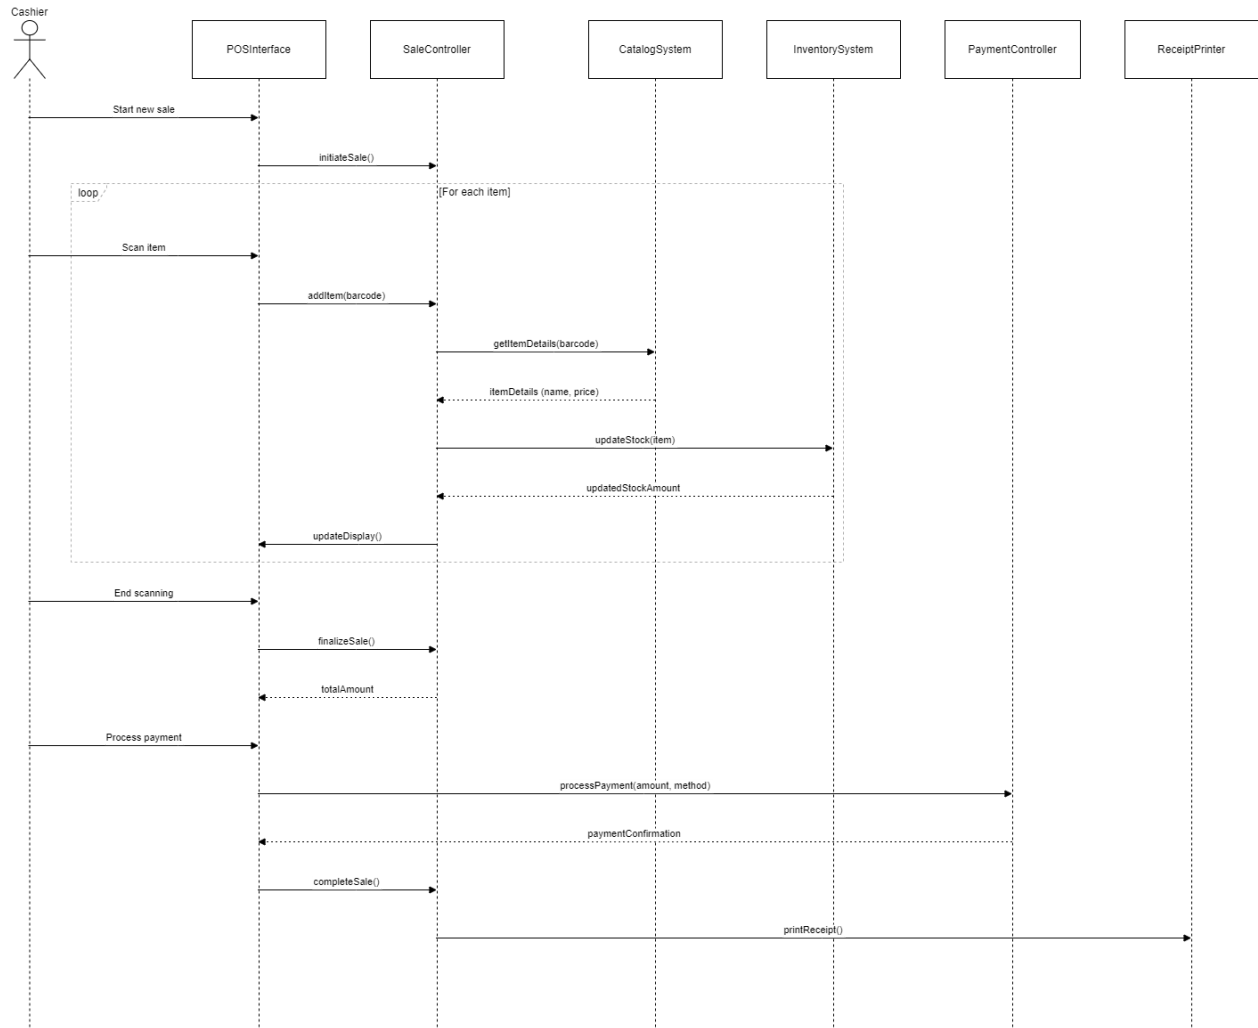 Cashier
POSInterface
SaleController
CatalogSystem
InventorySystem
PaymentController
ReceiptPrinter
Start new sale
initiateSale()
loop
[For each item]
Scan item
addItem(barcode)
getItemDetails(barcode)
itemDetails (name, price)
updateStock(item)
updatedStockAmount
updateDisplay()
End scanning
finalizeSale()
totalAmount
Process payment
processPayment(amount, method)
paymentConfirmation
completeSale()
printReceipt()